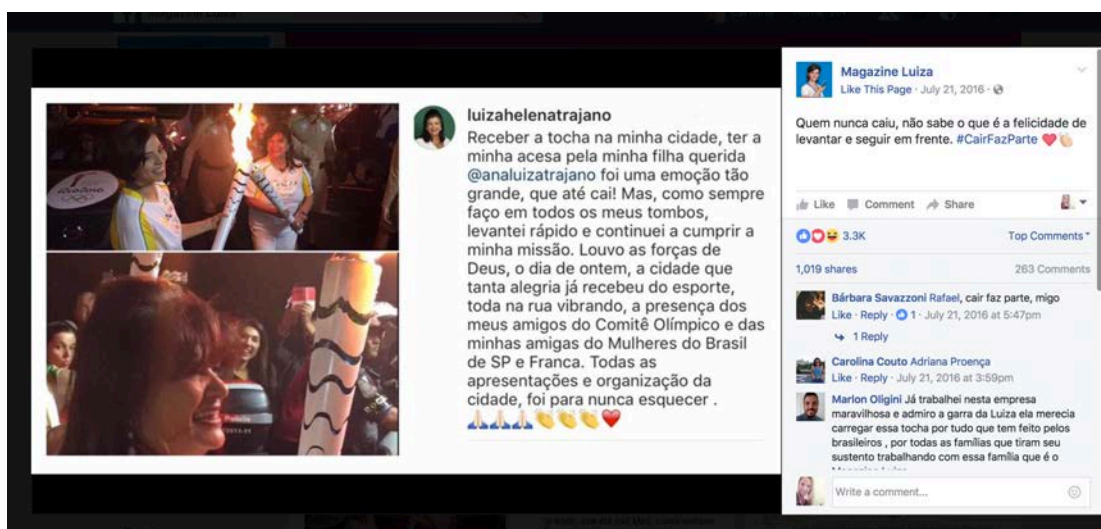 Magazine Luiza
luizahelenatrajano
Receber a tocha na minha cidade, ter a
minha acesa pela minha filha querida
@analuizatrajano foi uma emoção tão
grande, que até cai! Mas, como sempre
faço em todos os meus tombos,
levantei rápido e continuei a cumprir a
minha missão. Louvo as forças de
Deus, o dia de ontem, a cidade que
tanta alegria já recebeu do esporte,
toda na rua vibrando, a presença dos
meus amigos do Comitê Olímpico e das
minhas amigas do Mulheres do Brasil
de SP e Franca. Todas as
apresentações e organização da
cidade, foi para nunca esquecer .
🙏🏻🙏🏻🙏🏻👏👏👏❤️
Magazine Luiza
Like This Page · July 21, 2016 ·
Quem nunca caiu, não sabe o que é a felicidade de
levantar e seguir em frente. #CairFazParte ❤️👏🏻
Like Comment Share
3.3K Top Comments
1,019 shares 263 Comments
Bárbara Savazzoni Rafael, cair faz parte, migo
Like · Reply · 1 · July 21, 2016 at 5:47pm
1 Reply
Carolina Couto Adriana Proença
Like · Reply · July 21, 2016 at 3:59pm
Marlon Oligini Já trabalhei nesta empresa
maravilhosa e admiro a garra da Luiza ela merecia
carregar essa tocha por tudo que tem feito pelos
brasileiros , por todas as famílias que tiram seu
sustento trabalhando com essa família que é o
Write a comment...